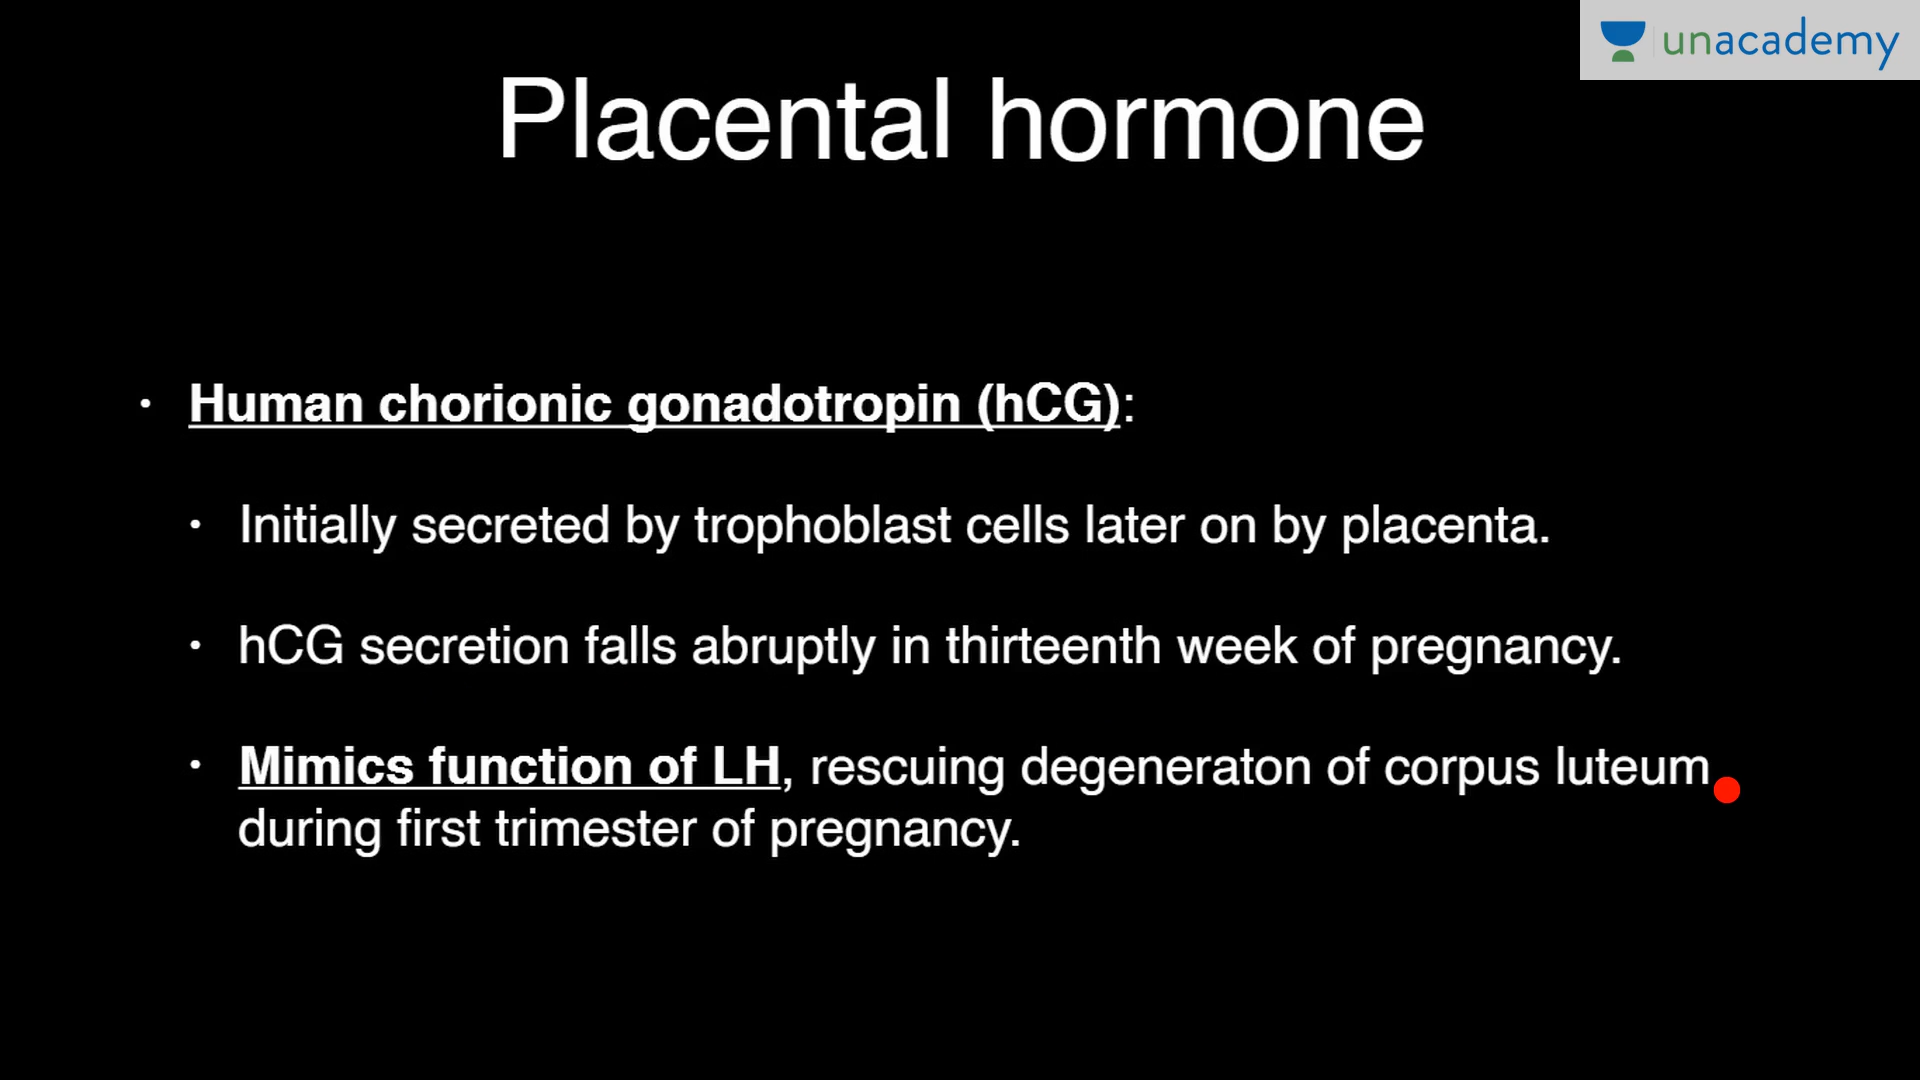 unacademy
Placental hormone
• Human chorionic gonadotropin (hCG):
• Initially secreted by trophoblast cells later on by placenta.
• hCG secretion falls abruptly in thirteenth week of pregnancy.
• Mimics function of LH, rescuing degeneraton of corpus luteum
during first trimester of pregnancy.